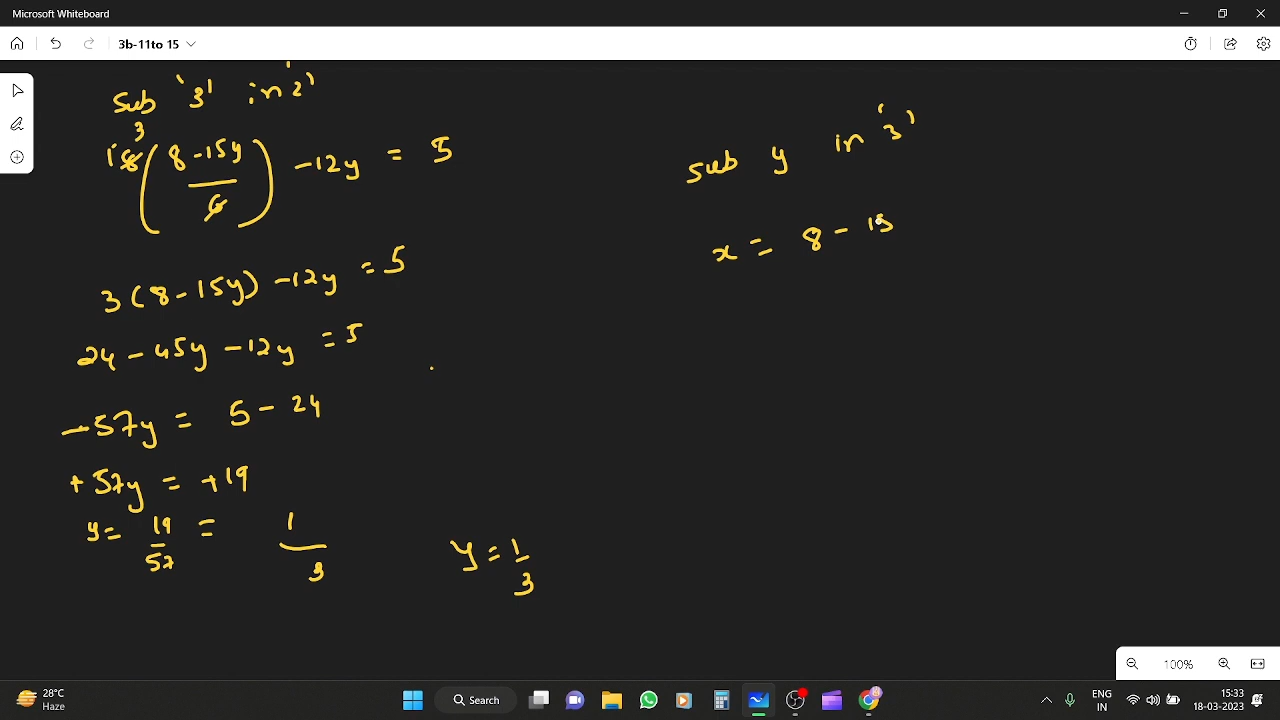 Microsoft Whiteboard
3b-11to 15
sub '3' in '2'
3
18 ( 8 - 15y / 6 ) - 12y = 5
3 ( 8 - 15y ) - 12y = 5
24 - 45y - 12y = 5
- 57y = 5 - 24
+ 57y = + 19
y = 19/57 = 1/3
y = 1/3
sub y in '3'
x = 8 - 15
100%
28°C
Haze
Search
ENG
IN
15:33
18-03-2023